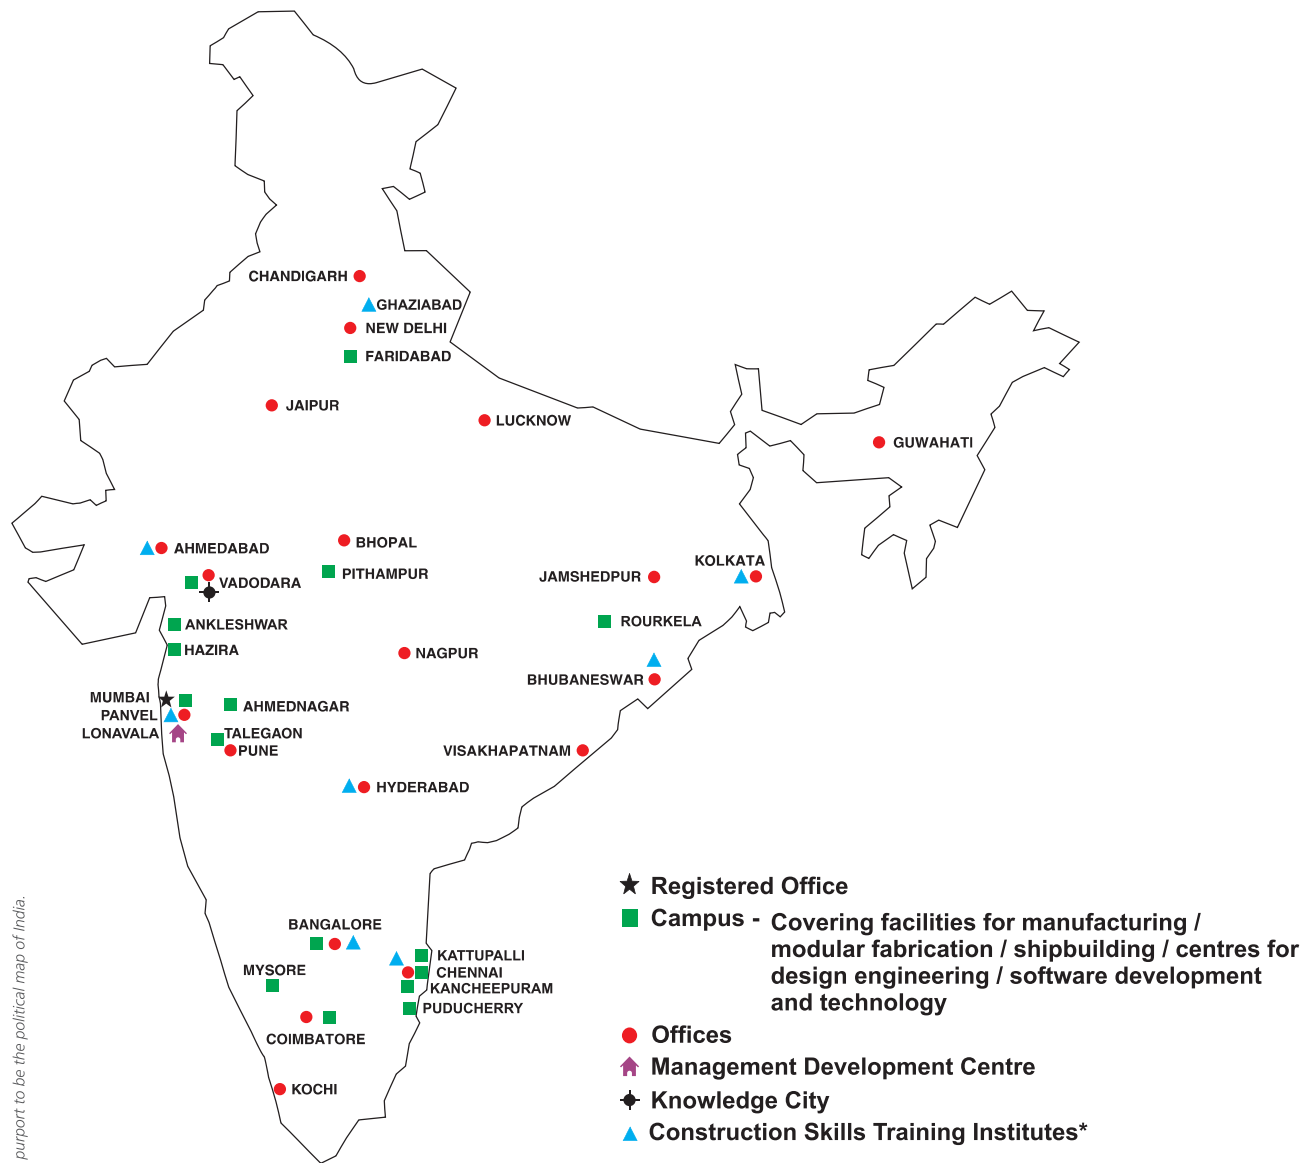 CHANDIGARH
GHAZIABAD
NEW DELHI
FARIDABAD
JAIPUR
LUCKNOW
GUWAHATI
AHMEDABAD
BHOPAL
KOLKATA
PITHAMPUR
JAMSHEDPUR
VADODARA
ANKLESHWAR
ROURKELA
HAZIRA
NAGPUR
BHUBANESWAR
MUMBAI
AHMEDNAGAR
PANVEL
LONAVALA
TALEGAON
PUNE
VISAKHAPATNAM
HYDERABAD
BANGALORE
KATTUPALLI
MYSORE
CHENNAI
KANCHEEPURAM
PUDUCHERRY
COIMBATORE
KOCHI
Registered Office
Campus - Covering facilities for manufacturing /
modular fabrication / shipbuilding / centres for
design engineering / software development
and technology
Offices
Management Development Centre
Knowledge City
Construction Skills Training Institutes*
purport to be the political map of India.